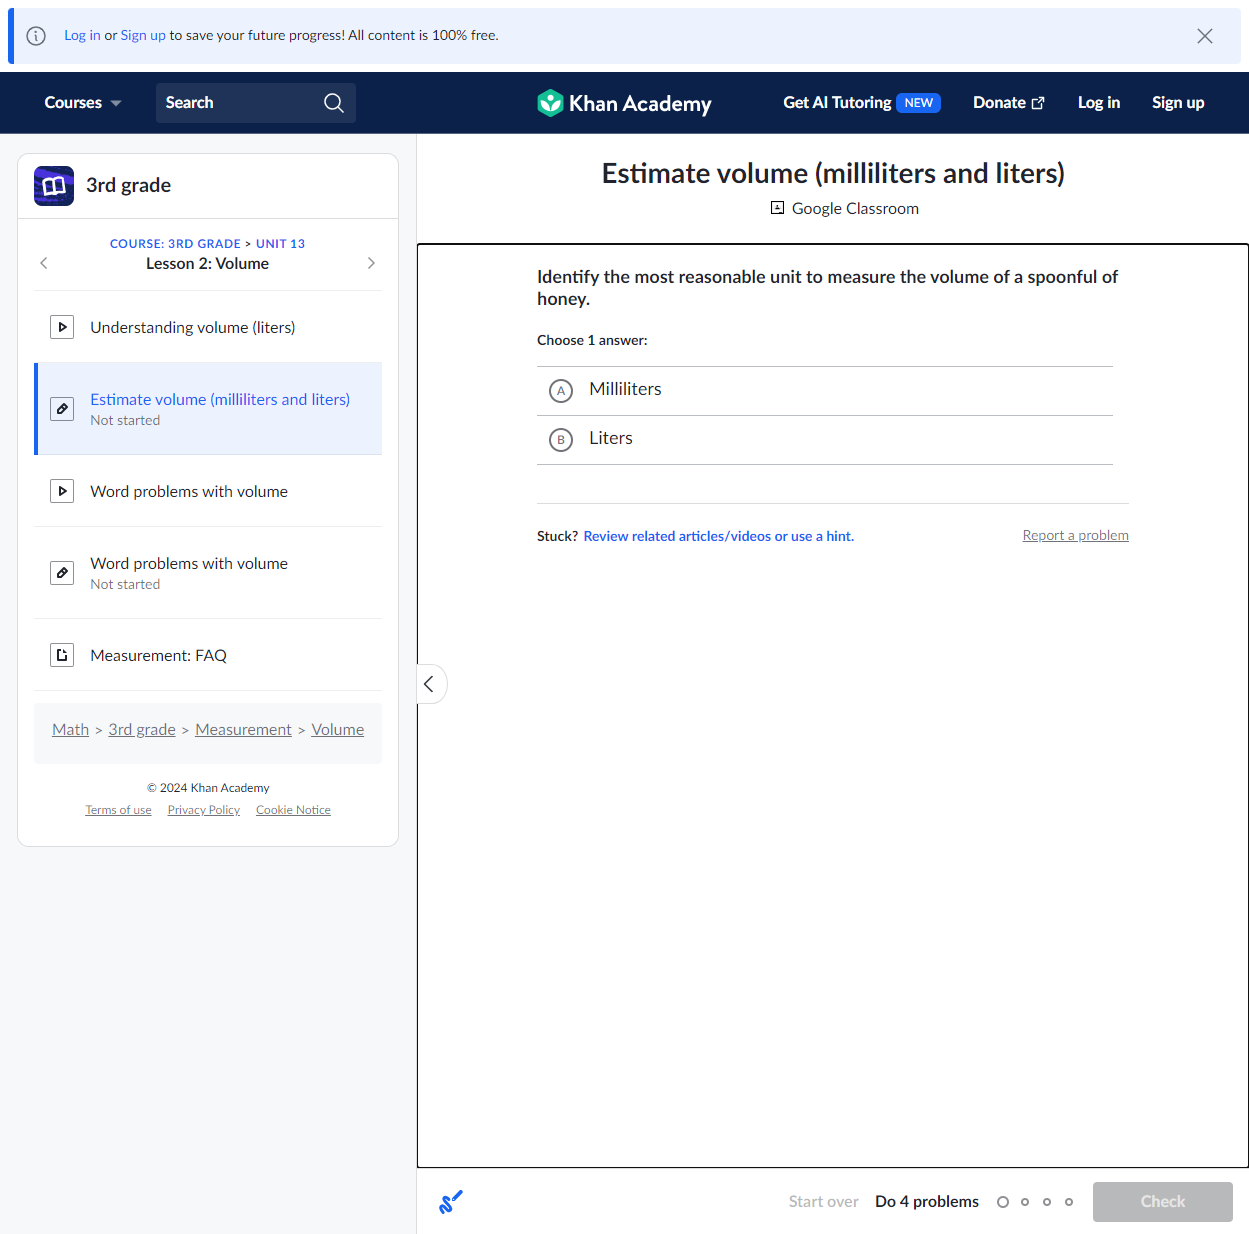 Log in or Sign up to save your future progress! All content is 100% free.
Courses
Search
Khan Academy
Get AI Tutoring NEW
Donate
Log in
Sign up
3rd grade
COURSE: 3RD GRADE > UNIT 13
Lesson 2: Volume
Understanding volume (liters)
Estimate volume (milliliters and liters)
Not started
Word problems with volume
Word problems with volume
Not started
Measurement: FAQ
Math > 3rd grade > Measurement > Volume
© 2024 Khan Academy
Terms of use Privacy Policy Cookie Notice
Estimate volume (milliliters and liters)
Google Classroom
Identify the most reasonable unit to measure the volume of a spoonful of
honey.
Choose 1 answer:
A Milliliters
B Liters
Stuck? Review related articles/videos or use a hint.
Report a problem
Start over
Do 4 problems
Check